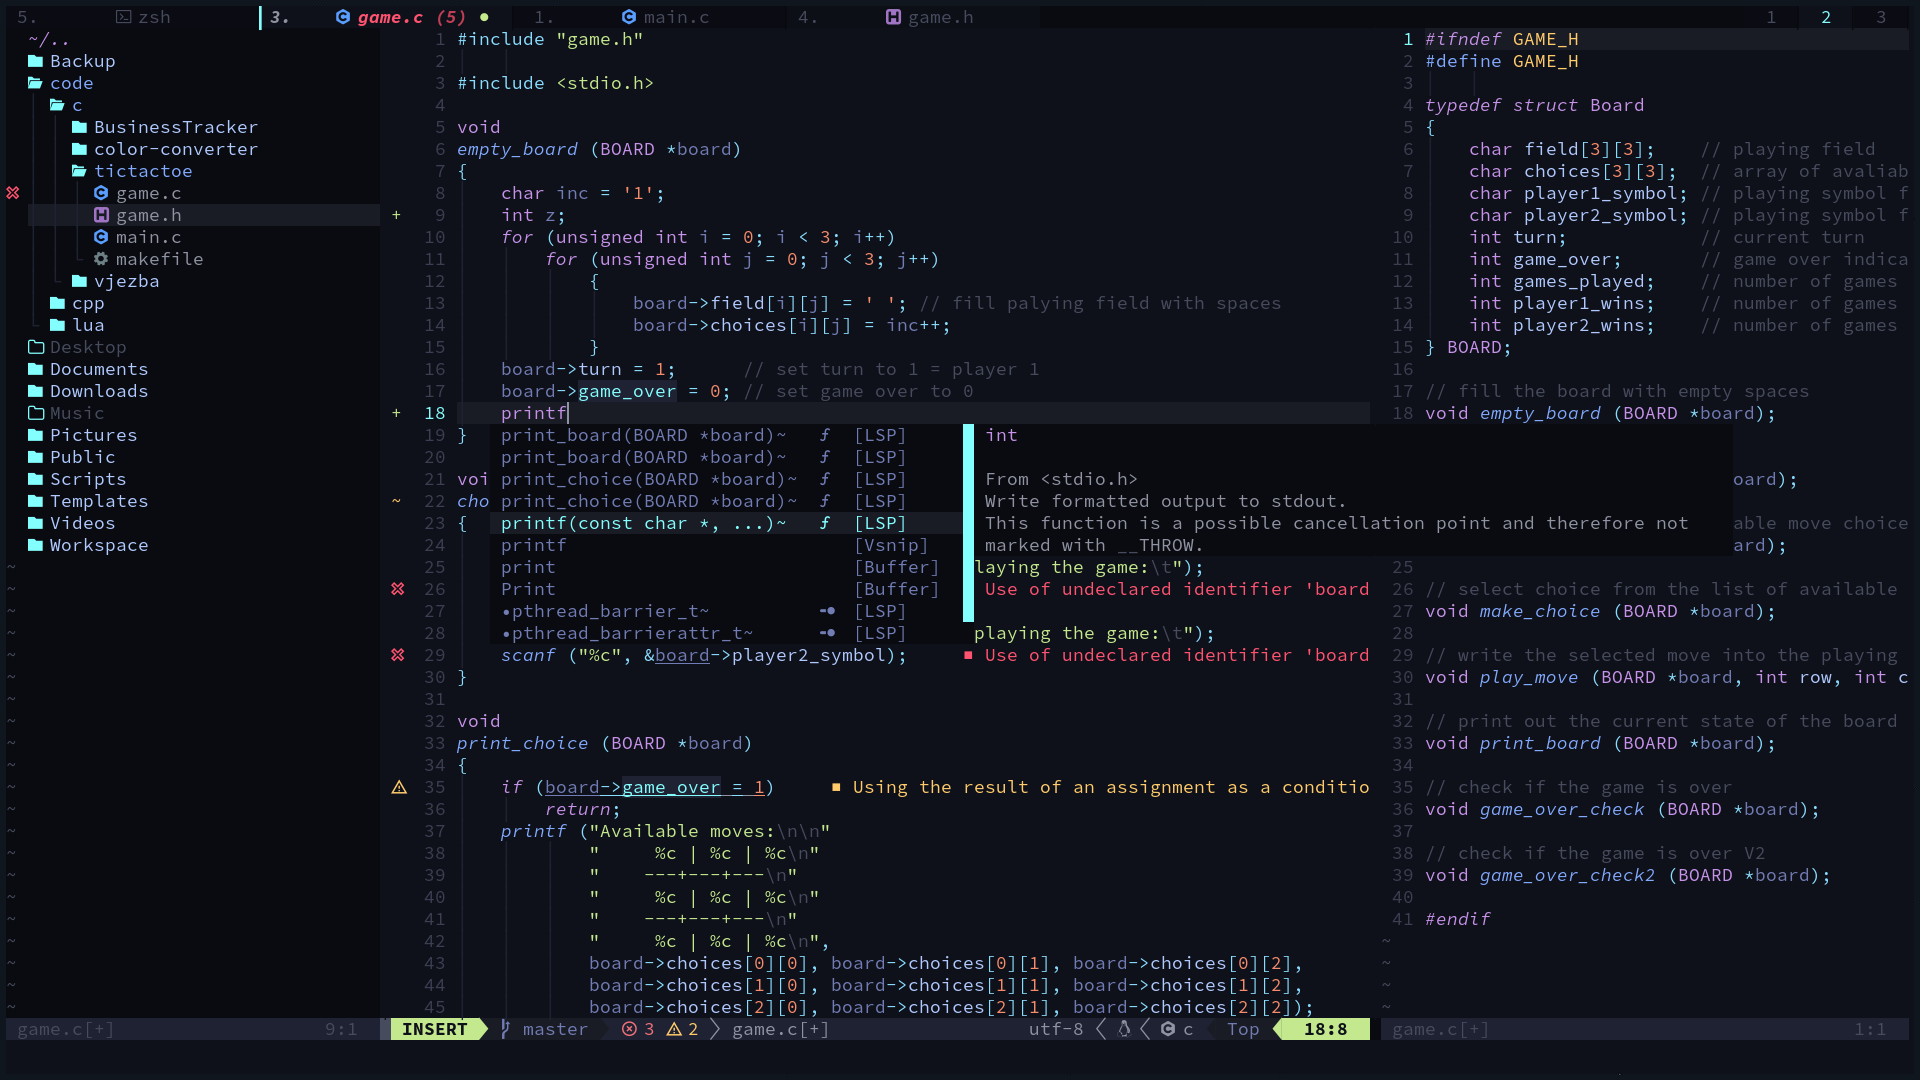 5. zsh 3. game.c (5) ● 1. main.c 4. game.h 1 2 3
~/..
Backup
code
c
BusinessTracker
color-converter
tictactoe
game.c
game.h
main.c
makefile
vjezba
cpp
lua
Desktop
Documents
Downloads
Music
Pictures
Public
Scripts
Templates
Videos
Workspace
1 #include "game.h"
2
3 #include <stdio.h>
4
5 void
6 empty_board (BOARD *board)
7 {
8 char inc = '1';
+ 9 int z;
10 for (unsigned int i = 0; i < 3; i++)
11 for (unsigned int j = 0; j < 3; j++)
12 {
13 board->field[i][j] = ' '; // fill palying field with spaces
14 board->choices[i][j] = inc++;
15 }
16 board->turn = 1; // set turn to 1 = player 1
17 board->game_over = 0; // set game over to 0
+ 18 printf
19 } print_board(BOARD *board)~ f [LSP] int
20 print_board(BOARD *board)~ f [LSP]
21 voi print_choice(BOARD *board)~ f [LSP] From <stdio.h>
~ 22 cho print_choice(BOARD *board)~ f [LSP] Write formatted output to stdout.
23 { printf(const char *, ...)~ f [LSP] This function is a possible cancellation point and therefore not
24 printf [Vsnip] marked with __THROW.
25 print [Buffer] laying the game:\t");
26 Print [Buffer] Use of undeclared identifier 'board
27 •pthread_barrier_t~ [LSP]
28 •pthread_barrierattr_t~ [LSP] playing the game:\t");
29 scanf ("%c", &board->player2_symbol); ■ Use of undeclared identifier 'board
30 }
31
32 void
33 print_choice (BOARD *board)
34 {
35 if (board->game_over = 1) ■ Using the result of an assignment as a conditio
36 return;
37 printf ("Available moves:\n\n"
38 " %c | %c | %c\n"
39 " ---+---+---\n"
40 " %c | %c | %c\n"
41 " ---+---+---\n"
42 " %c | %c | %c\n",
43 board->choices[0][0], board->choices[0][1], board->choices[0][2],
44 board->choices[1][0], board->choices[1][1], board->choices[1][2],
45 board->choices[2][0], board->choices[2][1], board->choices[2][2]);
1 #ifndef GAME_H
2 #define GAME_H
3
4 typedef struct Board
5 {
6 char field[3][3]; // playing field
7 char choices[3][3]; // array of avaliab
8 char player1_symbol; // playing symbol f
9 char player2_symbol; // playing symbol f
10 int turn; // current turn
11 int game_over; // game over indica
12 int games_played; // number of games
13 int player1_wins; // number of games
14 int player2_wins; // number of games
15 } BOARD;
16
17 // fill the board with empty spaces
18 void empty_board (BOARD *board);
oard);
able move choice
ard);
25
26 // select choice from the list of available
27 void make_choice (BOARD *board);
28
29 // write the selected move into the playing
30 void play_move (BOARD *board, int row, int c
31
32 // print out the current state of the board
33 void print_board (BOARD *board);
34
35 // check if the game is over
36 void game_over_check (BOARD *board);
37
38 // check if the game is over V2
39 void game_over_check2 (BOARD *board);
40
41 #endif
game.c[+] 9:1 INSERT master 3 2 game.c[+] utf-8 c Top 18:8 game.c[+] 1:1